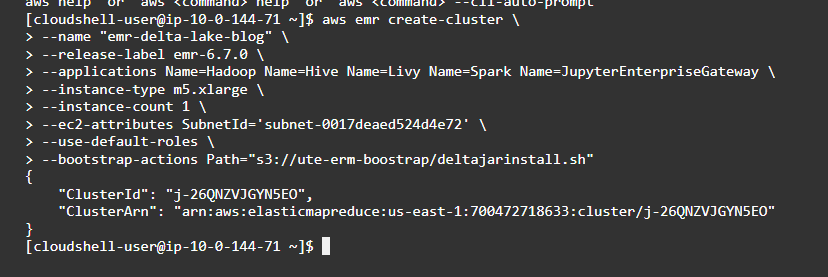 aws help or aws <command> help or aws <command> --cli-auto-prompt
[cloudshell-user@ip-10-0-144-71 ~]$ aws emr create-cluster \
> --name "emr-delta-lake-blog" \
> --release-label emr-6.7.0 \
> --applications Name=Hadoop Name=Hive Name=Livy Name=Spark Name=JupyterEnterpriseGateway \
> --instance-type m5.xlarge \
> --instance-count 1 \
> --ec2-attributes SubnetId='subnet-0017deaed524d4e72' \
> --use-default-roles \
> --bootstrap-actions Path="s3://ute-erm-boostrap/deltajarinstall.sh"
{
    "ClusterId": "j-26QNZVJGYN5EO",
    "ClusterArn": "arn:aws:elasticmapreduce:us-east-1:700472718633:cluster/j-26QNZVJGYN5EO"
}
[cloudshell-user@ip-10-0-144-71 ~]$